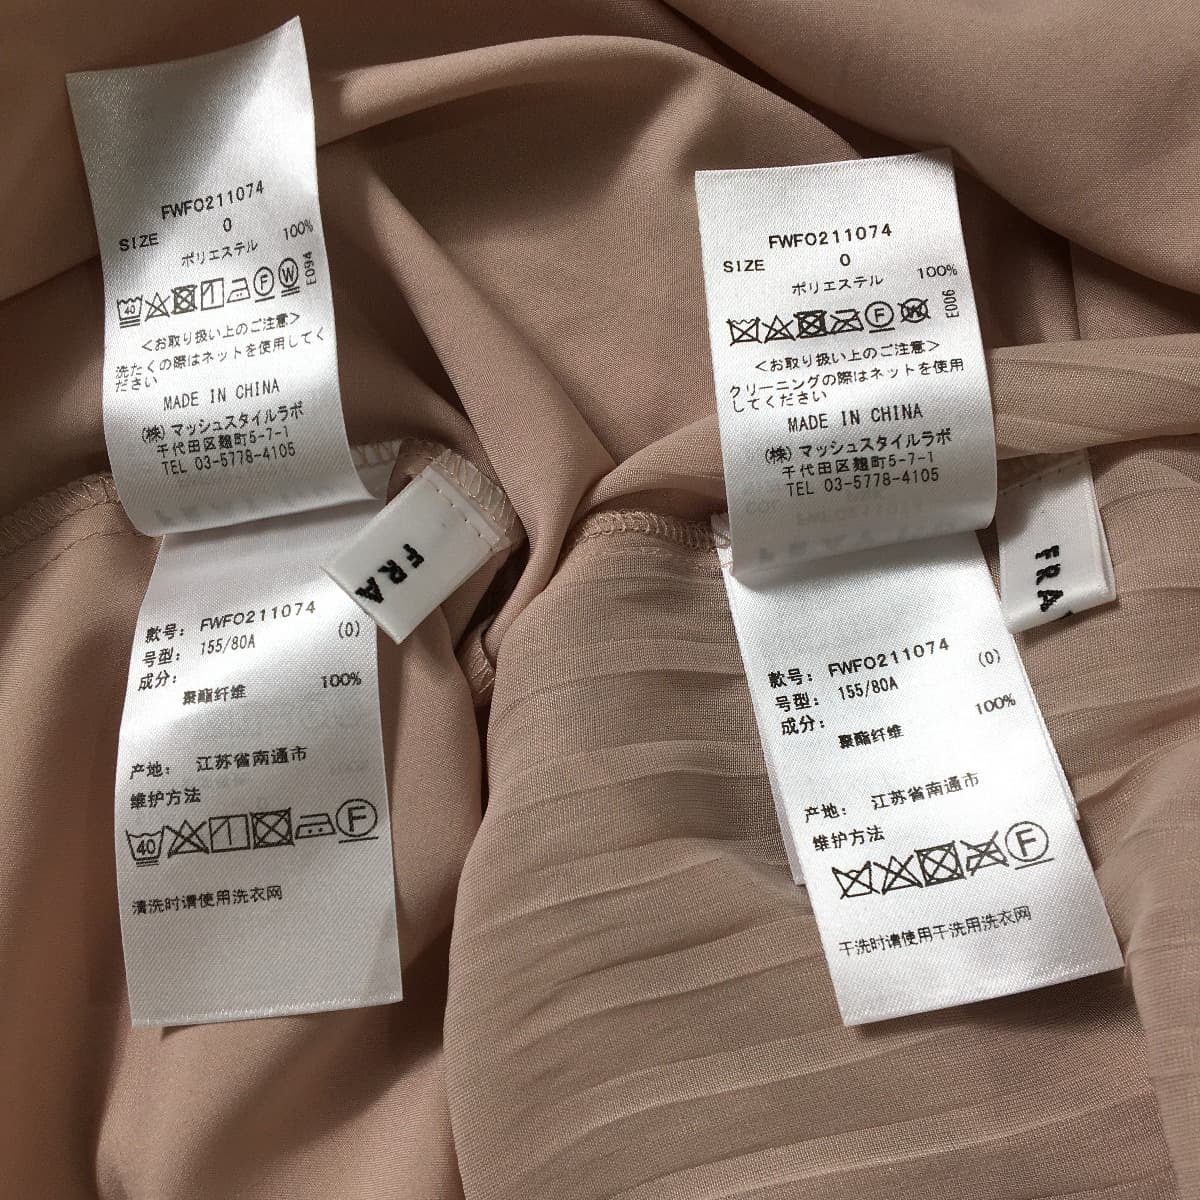 FWFO211074
SIZE 0
ポリエステル 100%
40 F W
E094
<お取り扱い上のご注意>
洗たくの際はネットを使用してく
ださい
MADE IN CHINA
(株)マッシュスタイルラボ
千代田区麹町5-7-1
TEL 03-5778-4105
FRA
款号: FWFO211074
号型: 155/80A (0)
成分:
聚酯纤维 100%
产地: 江苏省南通市
维护方法
40 F
清洗时请使用洗衣网
FWFO211074
SIZE 0
ポリエステル 100%
F W
E006
<お取り扱い上のご注意>
クリーニングの際はネットを使用
してください
MADE IN CHINA
(株)マッシュスタイルラボ
千代田区麹町5-7-1
TEL 03-5778-4105
FRA
款号: FWFO211074
号型: 155/80A (0)
成分:
聚酯纤维 100%
产地: 江苏省南通市
维护方法
F
干洗时请使用干洗用洗衣网